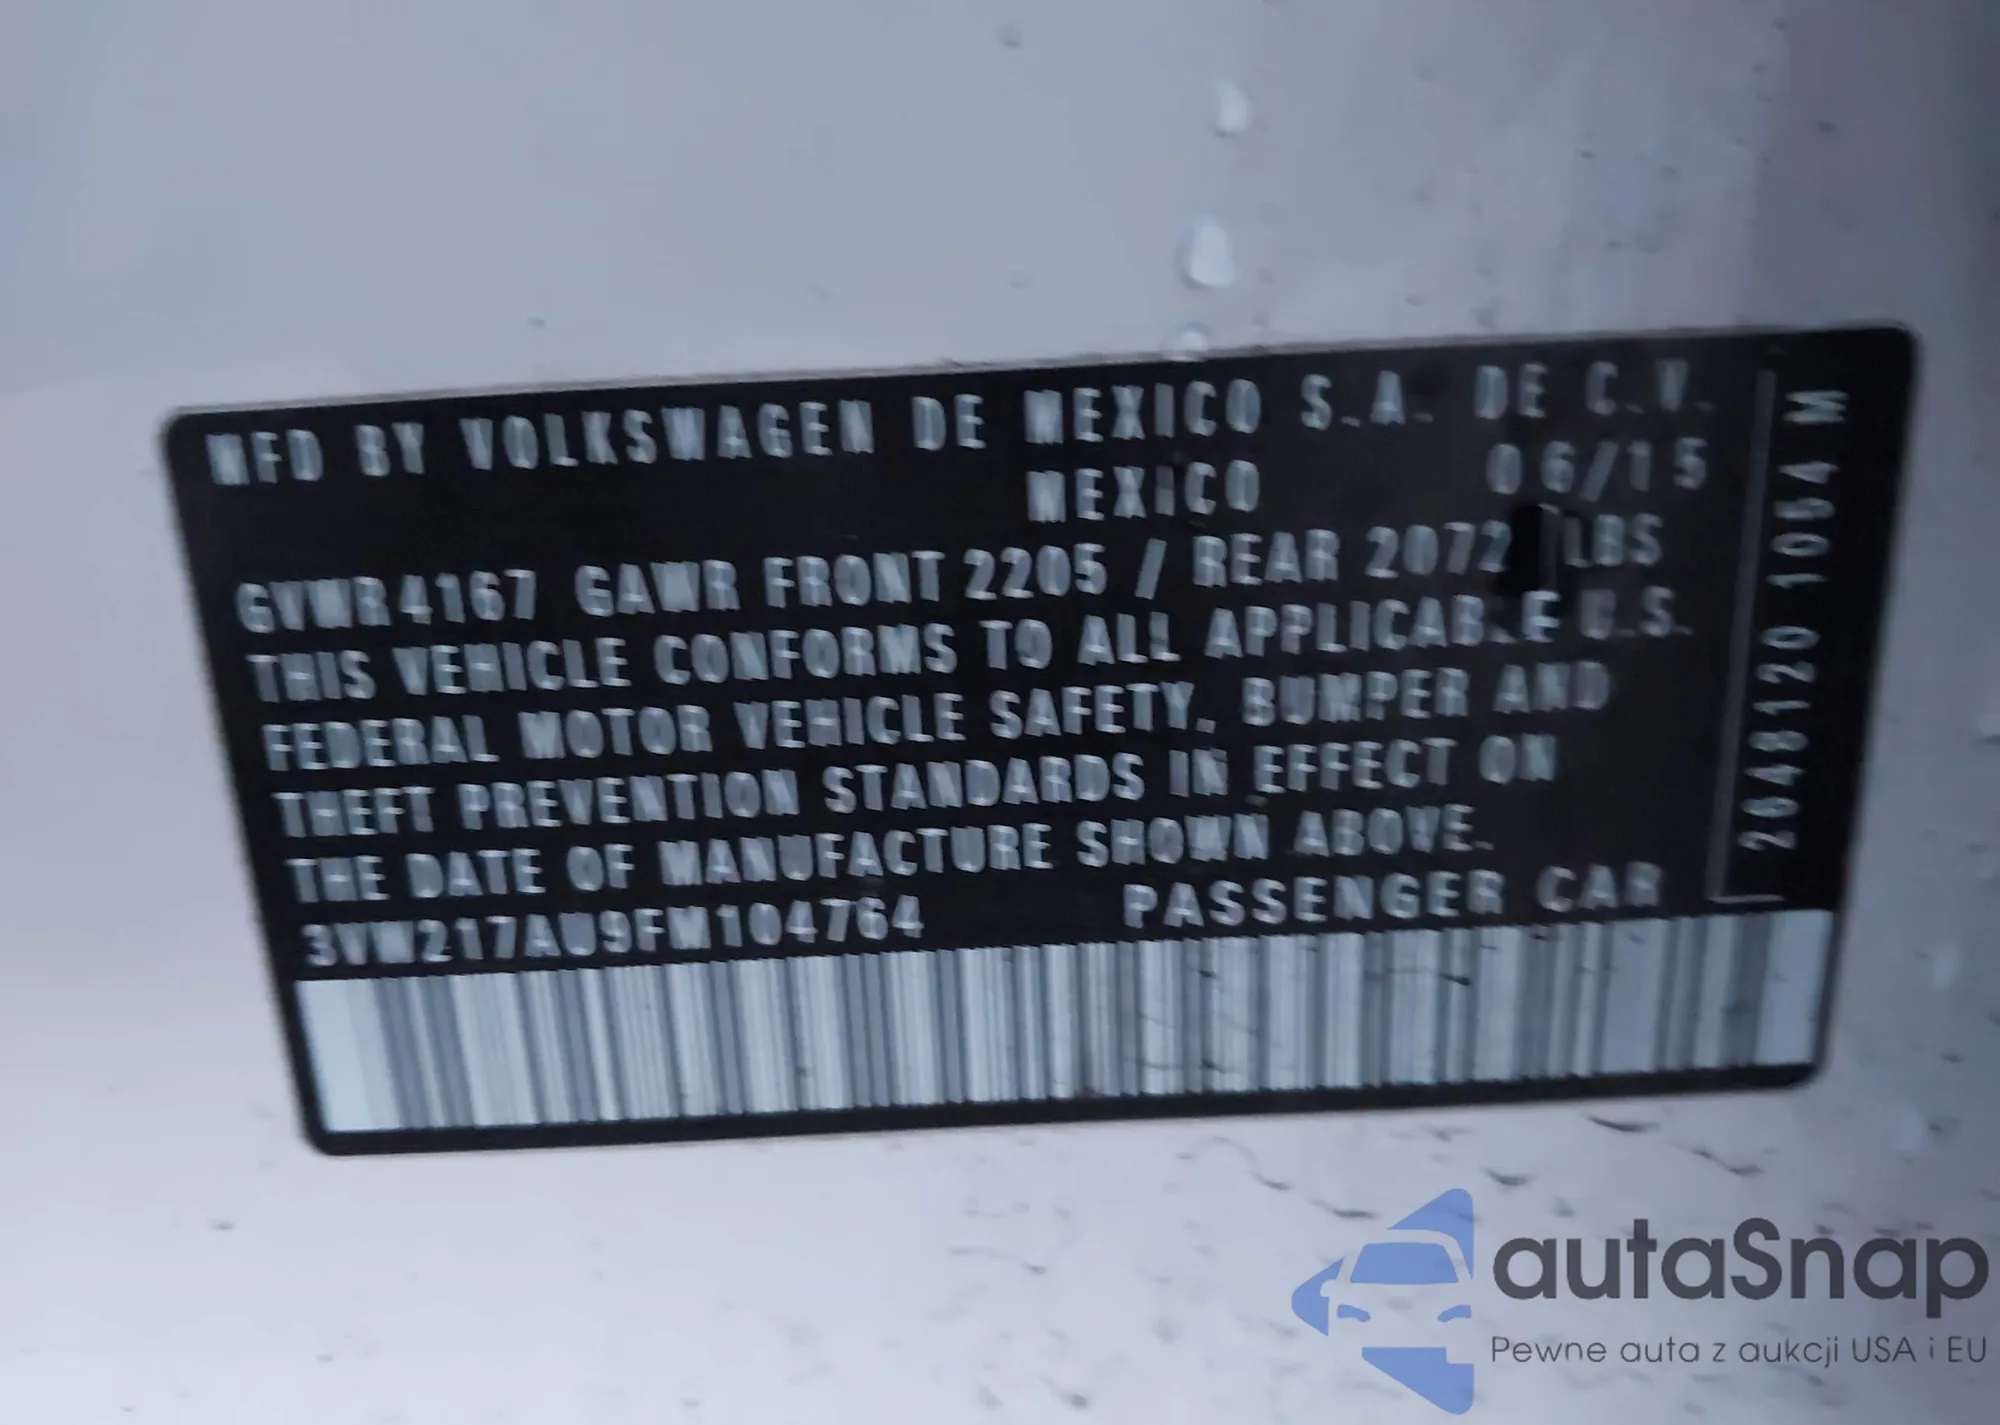 MFD BY VOLKSWAGEN DE MEXICO S.A. DE C.V.
MEXICO 06/15
GVWR4167 GAWR FRONT 2205 / REAR 2072 LBS
THIS VEHICLE CONFORMS TO ALL APPLICABLE U.S.
FEDERAL MOTOR VEHICLE SAFETY, BUMPER AND
THEFT PREVENTION STANDARDS IN EFFECT ON
THE DATE OF MANUFACTURE SHOWN ABOVE.
3VW217AU9FM104764 PASSENGER CAR
2648120 1064 M
autaSnap
Pewne auta z aukcji USA i EU